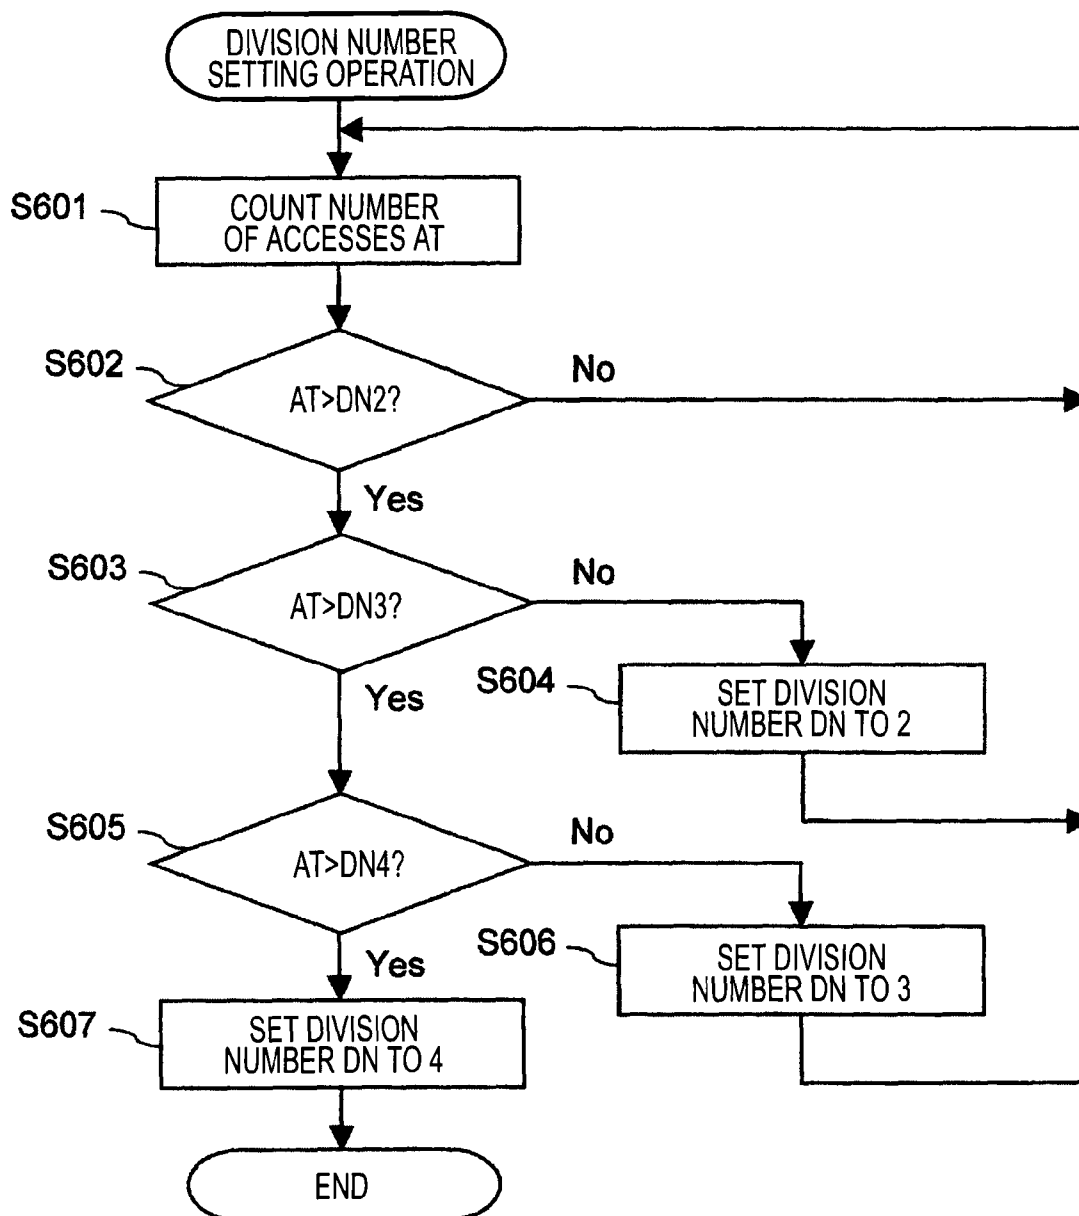 DIVISION NUMBER
SETTING OPERATION
S601
COUNT NUMBER
OF ACCESSES AT
S602
AT>DN2?
No
Yes
S603
AT>DN3?
No
Yes
S604
SET DIVISION
NUMBER DN TO 2
S605
AT>DN4?
No
Yes
S606
SET DIVISION
NUMBER DN TO 3
S607
SET DIVISION
NUMBER DN TO 4
END